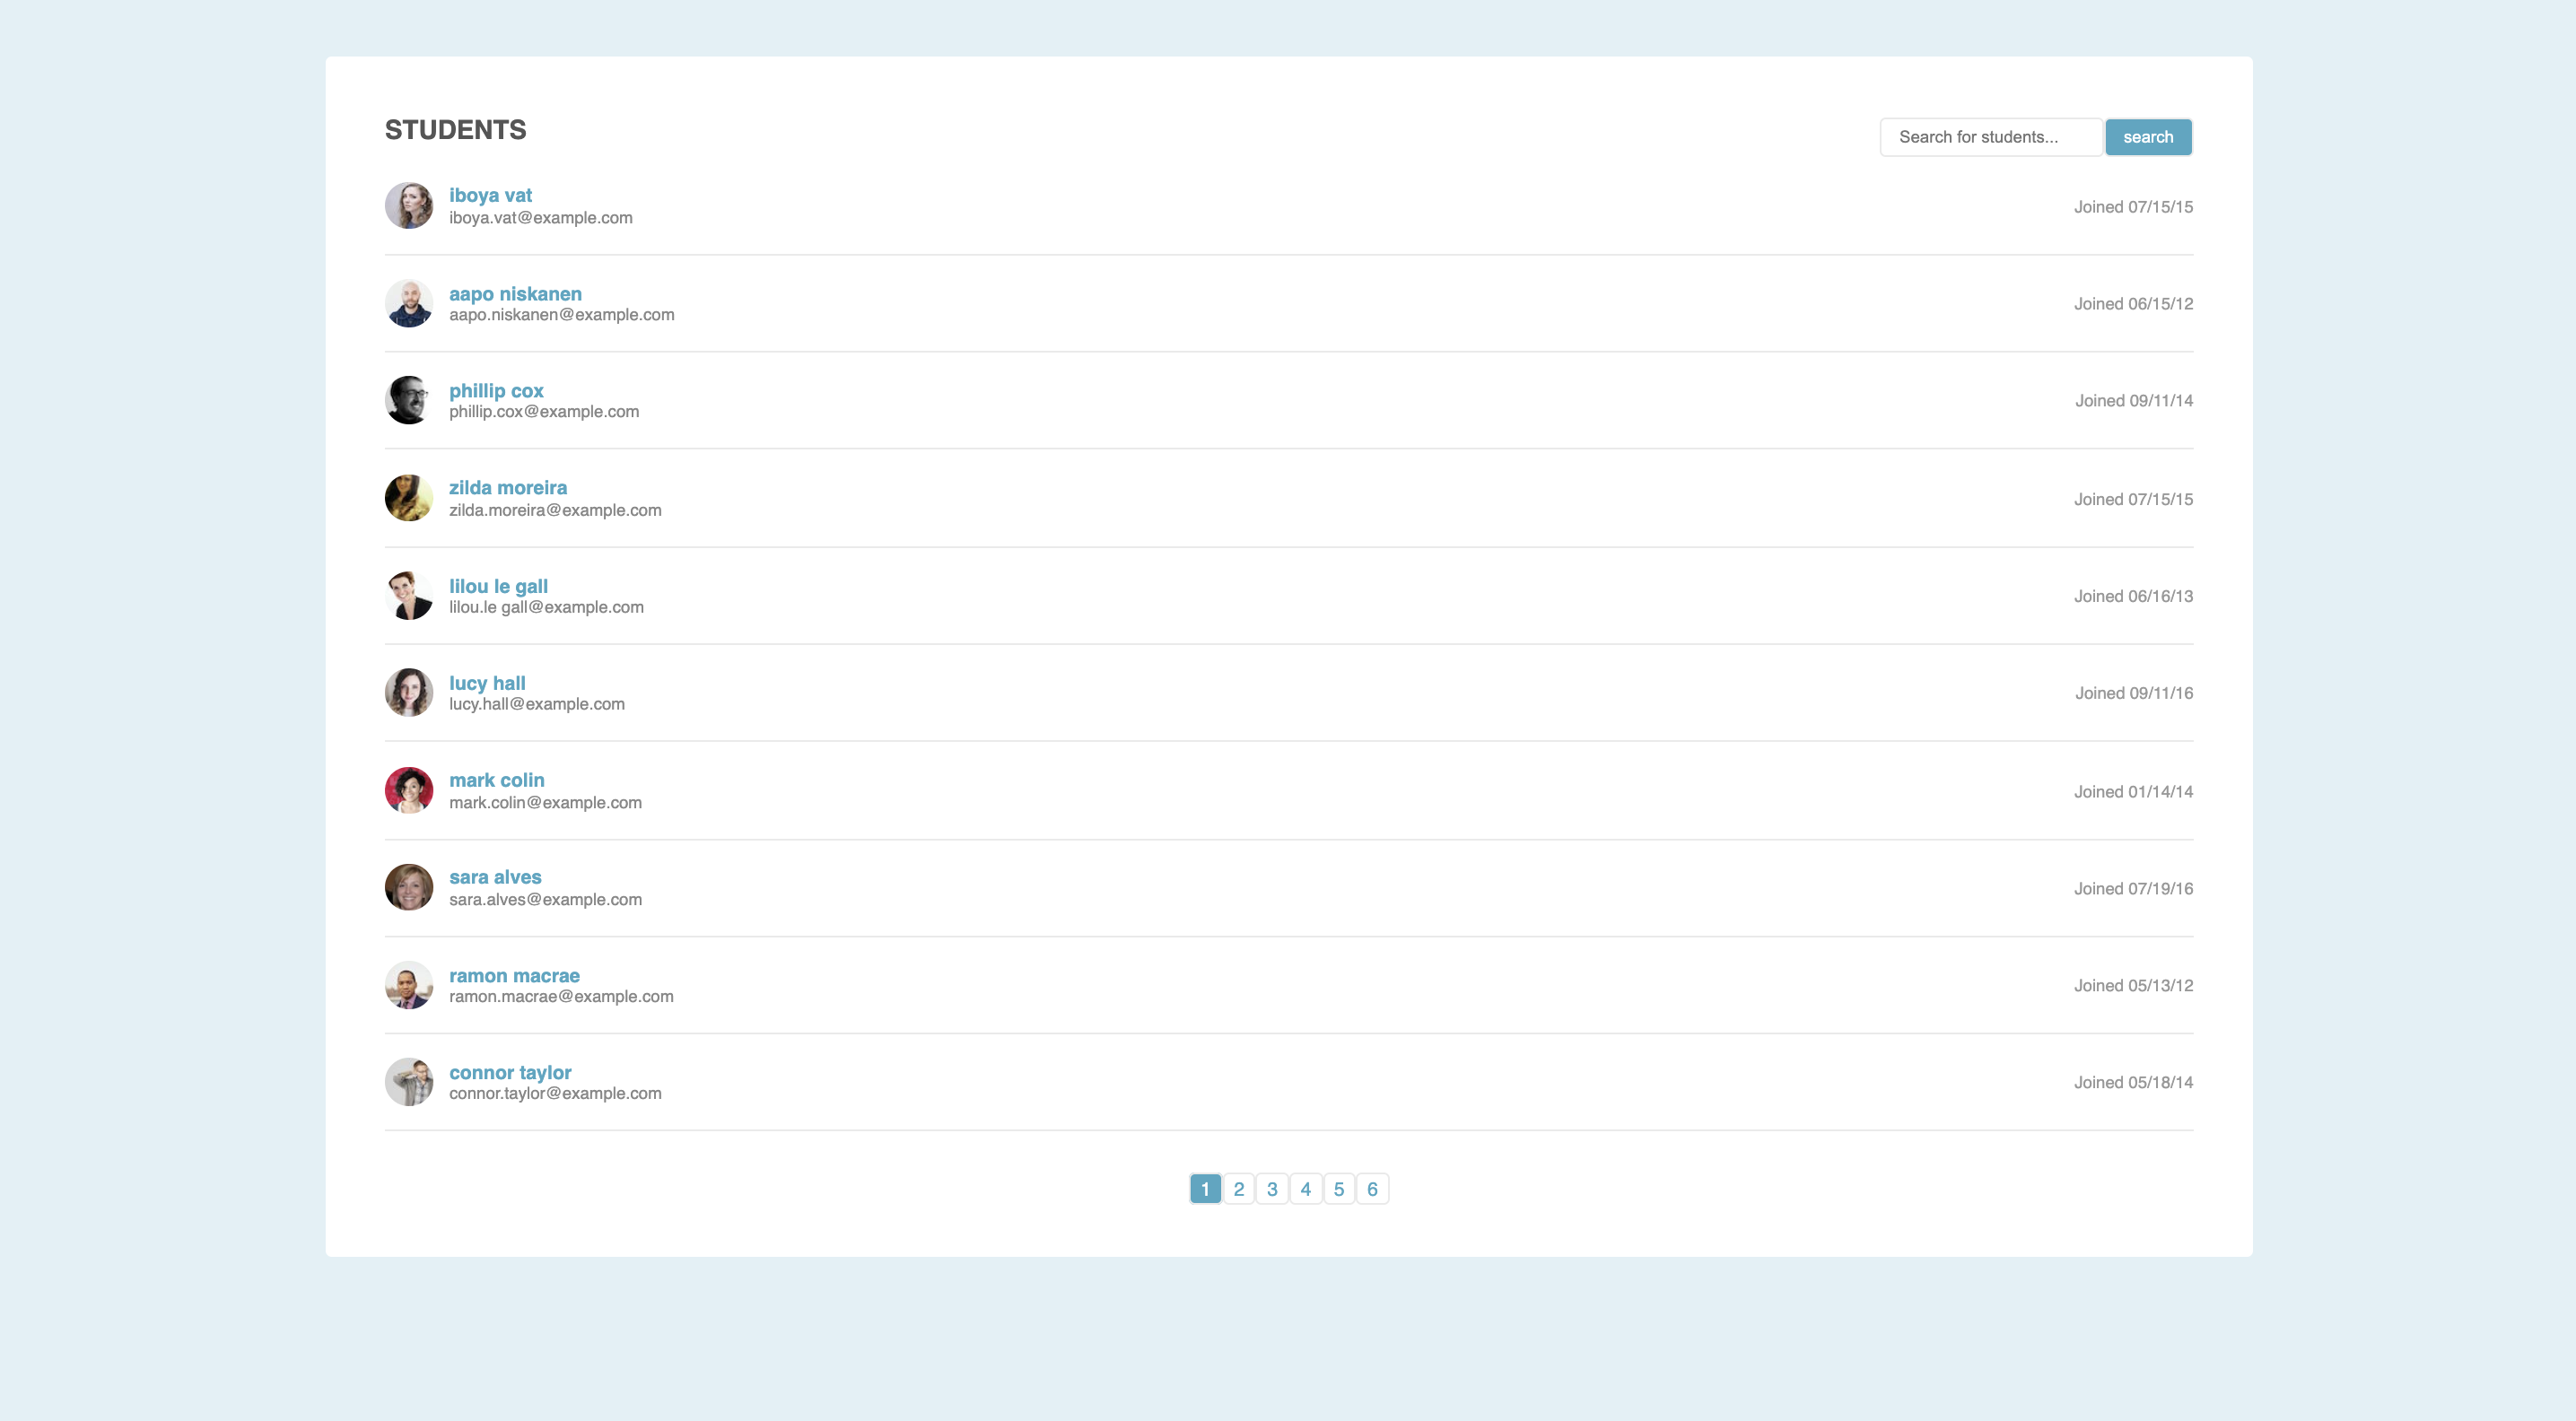 STUDENTS
Search for students... search
iboya vat
iboya.vat@example.com
Joined 07/15/15
aapo niskanen
aapo.niskanen@example.com
Joined 06/15/12
phillip cox
phillip.cox@example.com
Joined 09/11/14
zilda moreira
zilda.moreira@example.com
Joined 07/15/15
lilou le gall
lilou.le gall@example.com
Joined 06/16/13
lucy hall
lucy.hall@example.com
Joined 09/11/16
mark colin
mark.colin@example.com
Joined 01/14/14
sara alves
sara.alves@example.com
Joined 07/19/16
ramon macrae
ramon.macrae@example.com
Joined 05/13/12
connor taylor
connor.taylor@example.com
Joined 05/18/14
1 2 3 4 5 6